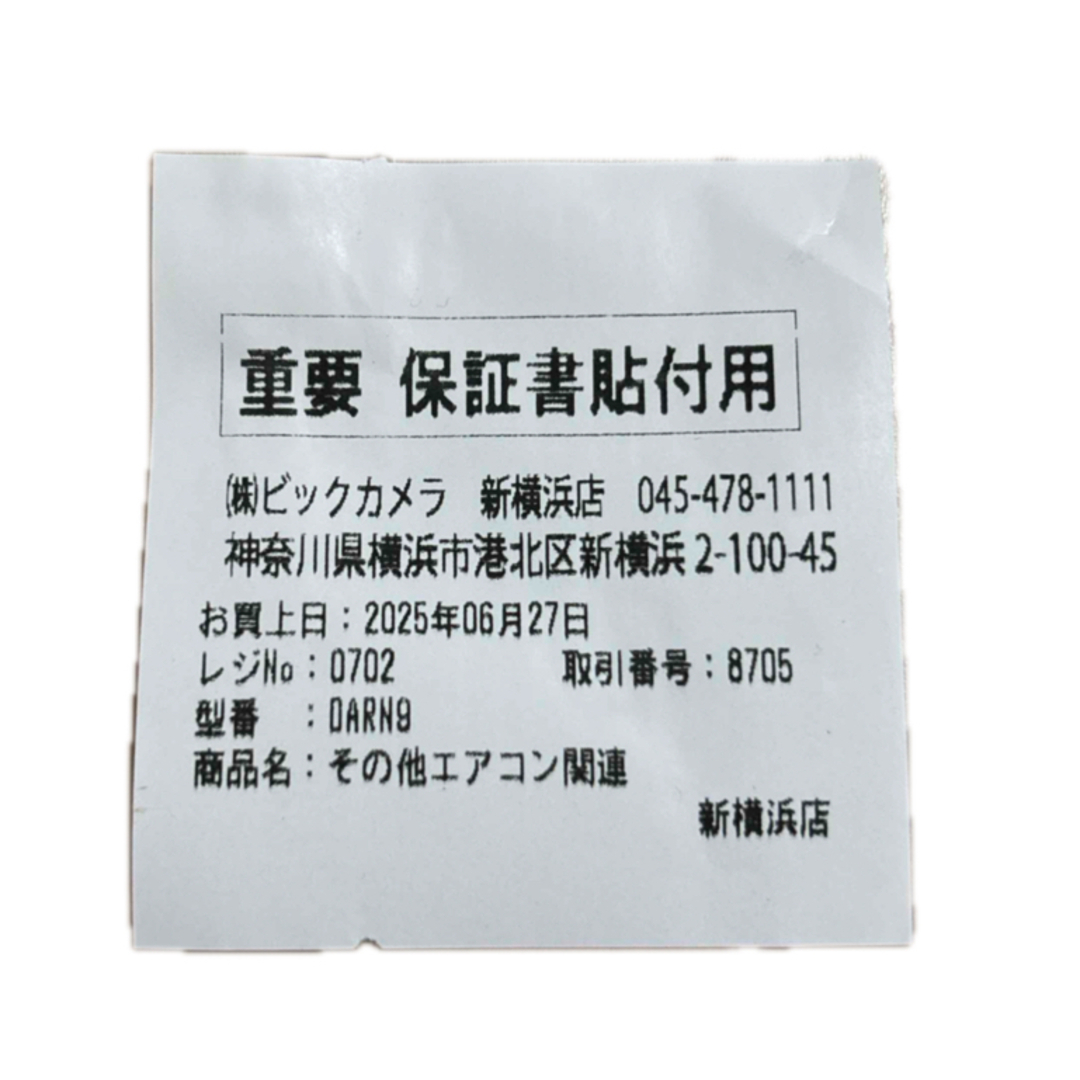 重要 保証書貼付用
㈱ビックカメラ 新横浜店 045-478-1111
神奈川県横浜市港北区新横浜2-100-45
お買上日：2025年06月27日
レジNo：0702 取引番号：8705
型番 ：DARN9
商品名：その他エアコン関連
新横浜店